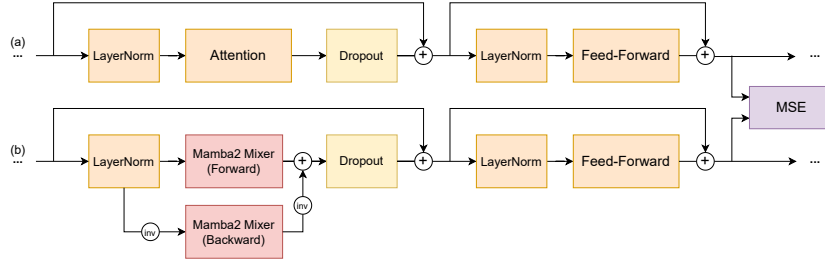 (a)
...
LayerNorm
Attention
Dropout
+
LayerNorm
Feed-Forward
+
...
MSE
(b)
...
LayerNorm
Mamba2 Mixer
(Forward)
+
Dropout
+
LayerNorm
Feed-Forward
+
...
inv
Mamba2 Mixer
(Backward)
inv